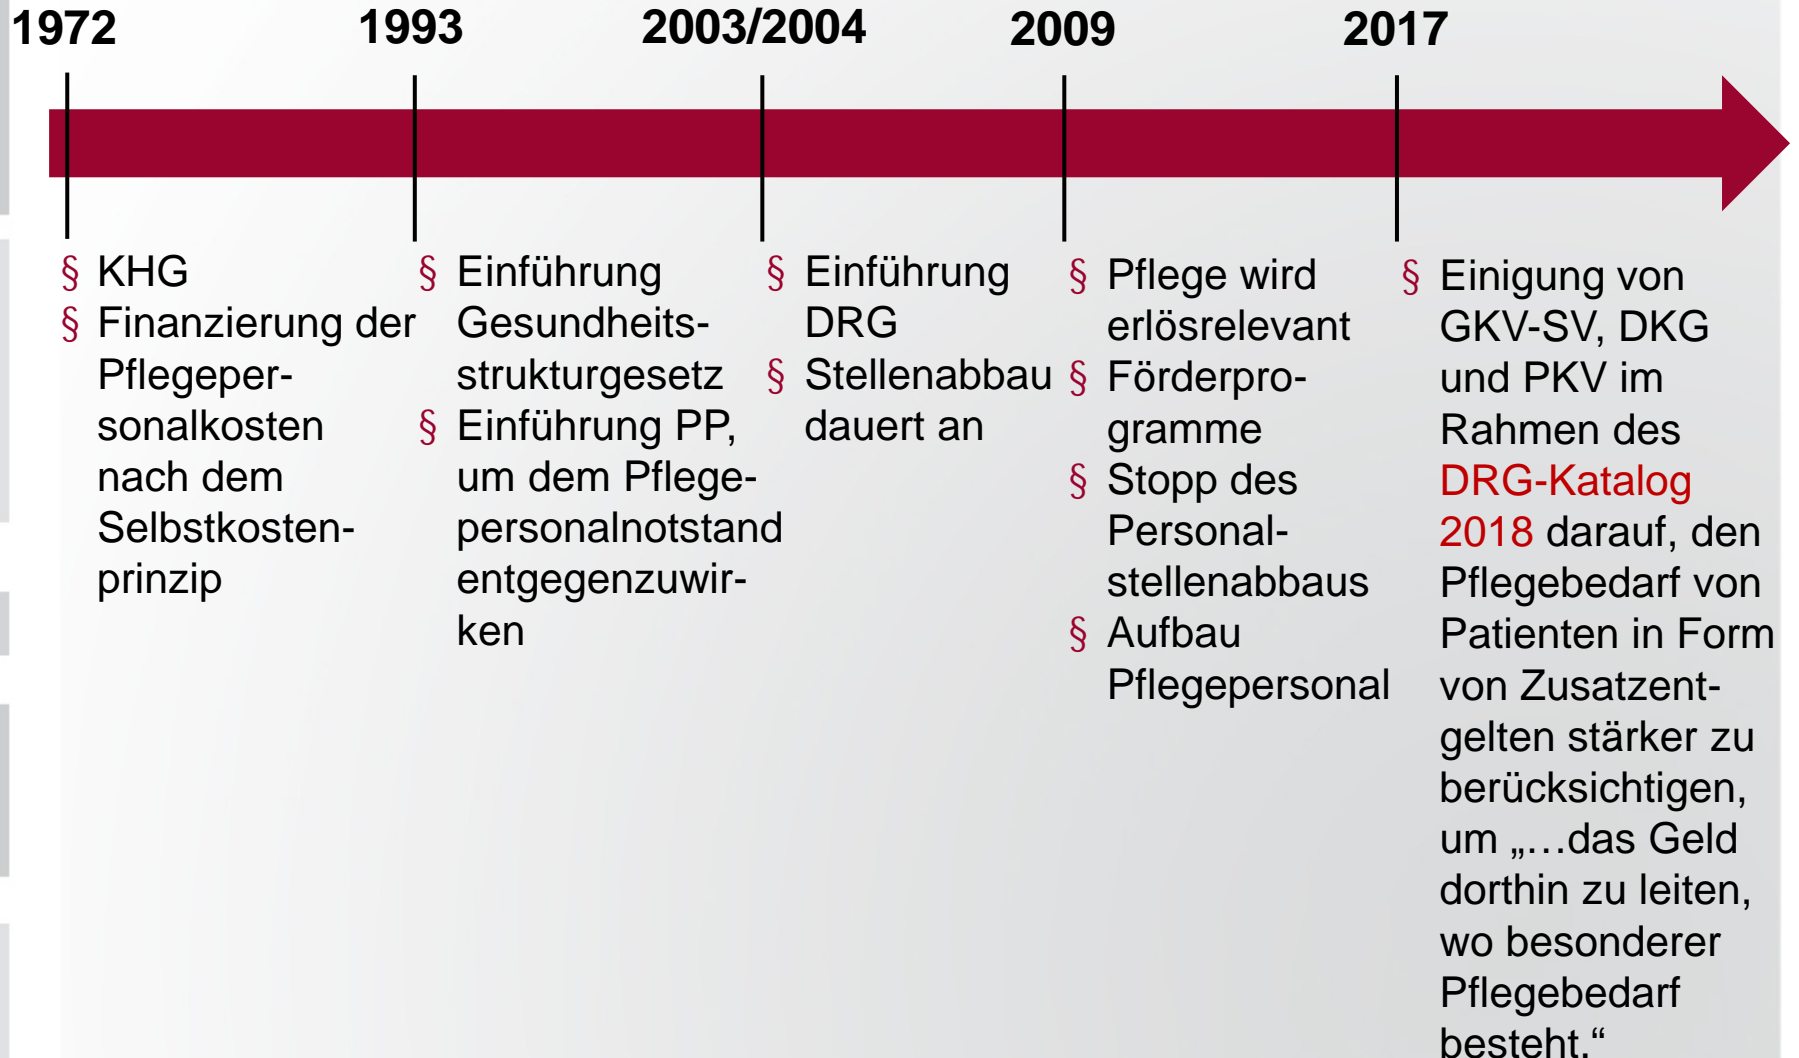 1972
1993
2003/2004
2009
2017
§ KHG
§ Finanzierung der
Pflegeper-
sonalkosten
nach dem
Selbstkosten-
prinzip
§ Einführung
Gesundheits-
strukturgesetz
§ Einführung PP,
um dem Pflege-
personalnotstand
entgegenzuwir-
ken
§ Einführung
DRG
§ Stellenabbau
dauert an
§ Pflege wird
erlösrelevant
§ Förderpro-
gramme
§ Stopp des
Personal-
stellenabbaus
§ Aufbau
Pflegepersonal
§ Einigung von
GKV-SV, DKG
und PKV im
Rahmen des
DRG-Katalog
2018 darauf, den
Pflegebedarf von
Patienten in Form
von Zusatzent-
gelten stärker zu
berücksichtigen,
um „…das Geld
dorthin zu leiten,
wo besonderer
Pflegebedarf
besteht.“